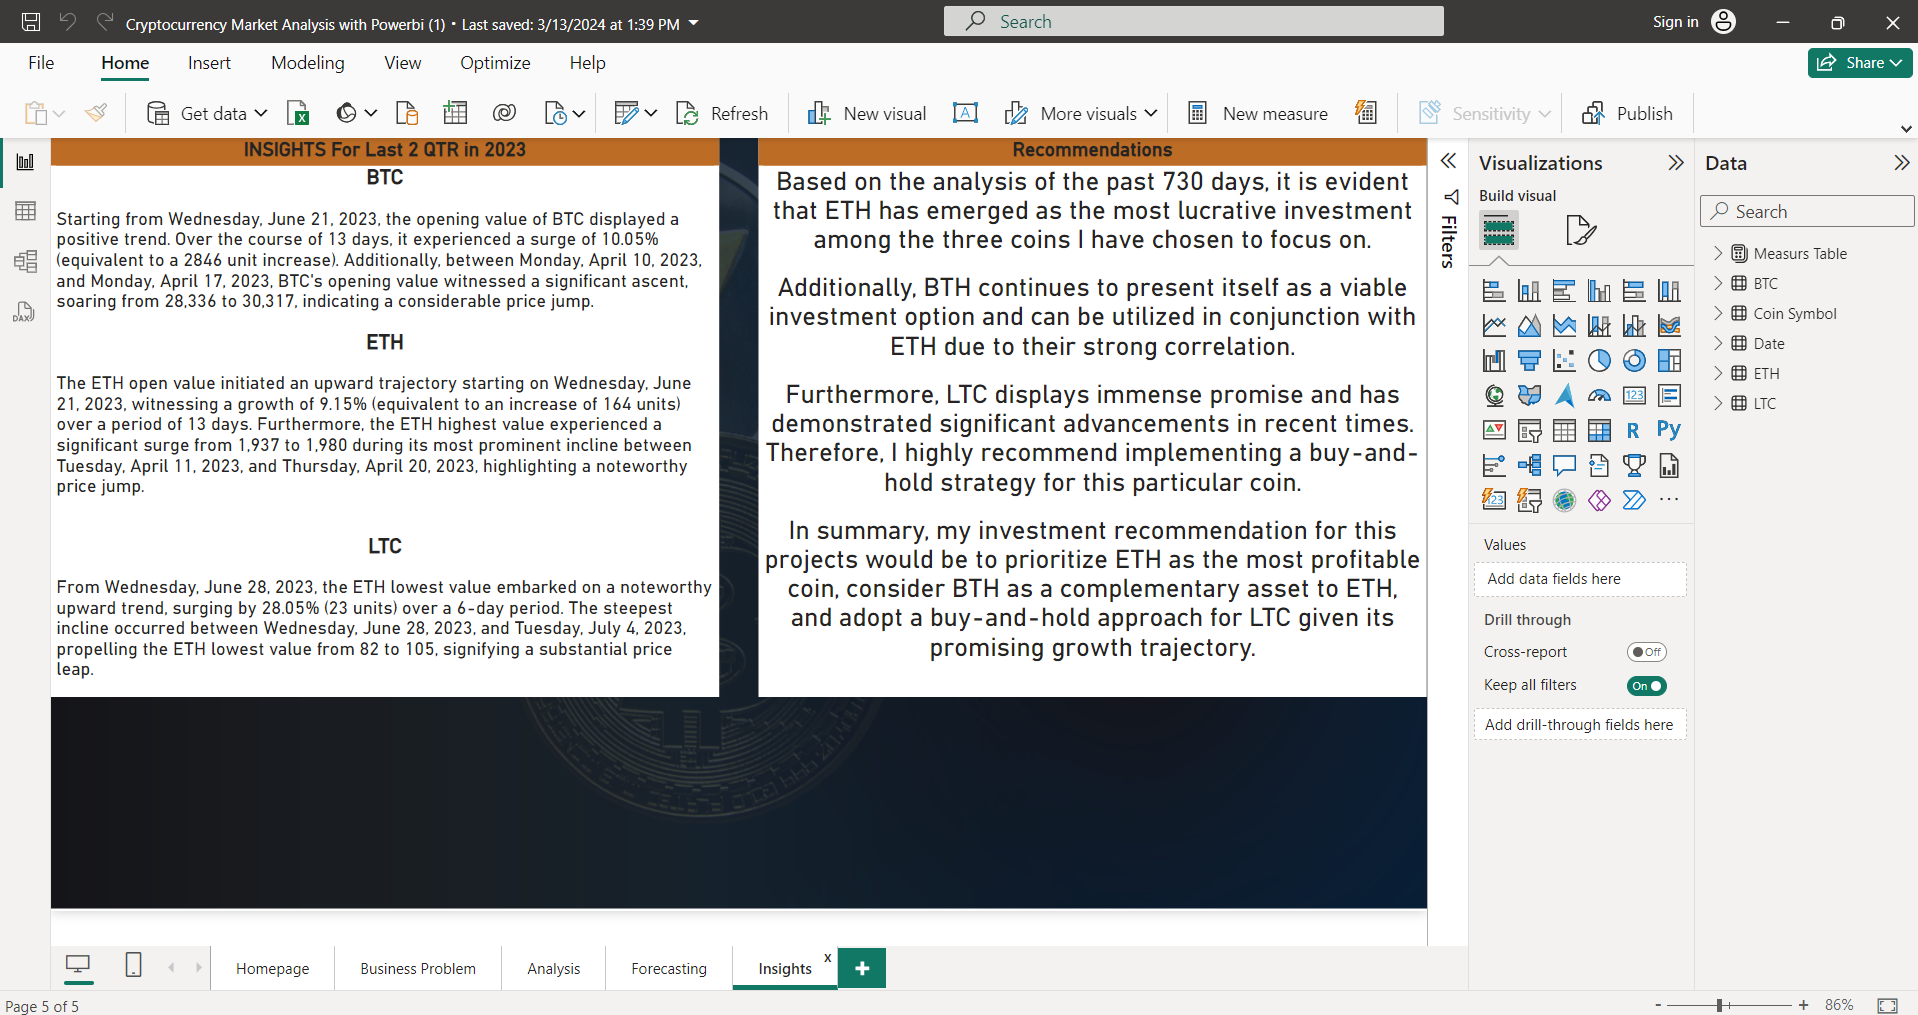 Cryptocurrency Market Analysis with Powerbi (1) • Last saved: 3/13/2024 at 1:39 PM
Search
Sign in
File
Home
Insert
Modeling
View
Optimize
Help
Share
Get data
Refresh
New visual
More visuals
New measure
Sensitivity
Publish
INSIGHTS For Last 2 QTR in 2023
BTC
Starting from Wednesday, June 21, 2023, the opening value of BTC displayed a
positive trend. Over the course of 13 days, it experienced a surge of 10.05%
(equivalent to a 2846 unit increase). Additionally, between Monday, April 10, 2023,
and Monday, April 17, 2023, BTC's opening value witnessed a significant ascent,
soaring from 28,336 to 30,317, indicating a considerable price jump.
ETH
The ETH open value initiated an upward trajectory starting on Wednesday, June
21, 2023, witnessing a growth of 9.15% (equivalent to an increase of 164 units)
over a period of 13 days. Furthermore, the ETH highest value experienced a
significant surge from 1,937 to 1,980 during its most prominent incline between
Tuesday, April 11, 2023, and Thursday, April 20, 2023, highlighting a noteworthy
price jump.
LTC
From Wednesday, June 28, 2023, the ETH lowest value embarked on a noteworthy
upward trend, surging by 28.05% (23 units) over a 6-day period. The steepest
incline occurred between Wednesday, June 28, 2023, and Tuesday, July 4, 2023,
propelling the ETH lowest value from 82 to 105, signifying a substantial price
leap.
Recommendations
Based on the analysis of the past 730 days, it is evident
that ETH has emerged as the most lucrative investment
among the three coins I have chosen to focus on.
Additionally, BTH continues to present itself as a viable
investment option and can be utilized in conjunction with
ETH due to their strong correlation.
Furthermore, LTC displays immense promise and has
demonstrated significant advancements in recent times.
Therefore, I highly recommend implementing a buy-and-
hold strategy for this particular coin.
In summary, my investment recommendation for this
projects would be to prioritize ETH as the most profitable
coin, consider BTH as a complementary asset to ETH,
and adopt a buy-and-hold approach for LTC given its
promising growth trajectory.
Filters
Visualizations
Build visual
123
R
Py
123
Values
Add data fields here
Drill through
Cross-report
Off
Keep all filters
On
Add drill-through fields here
Data
Search
Measurs Table
BTC
Coin Symbol
Date
ETH
LTC
DAX
Homepage
Business Problem
Analysis
Forecasting
Insights
x
+
Page 5 of 5
- + 86%